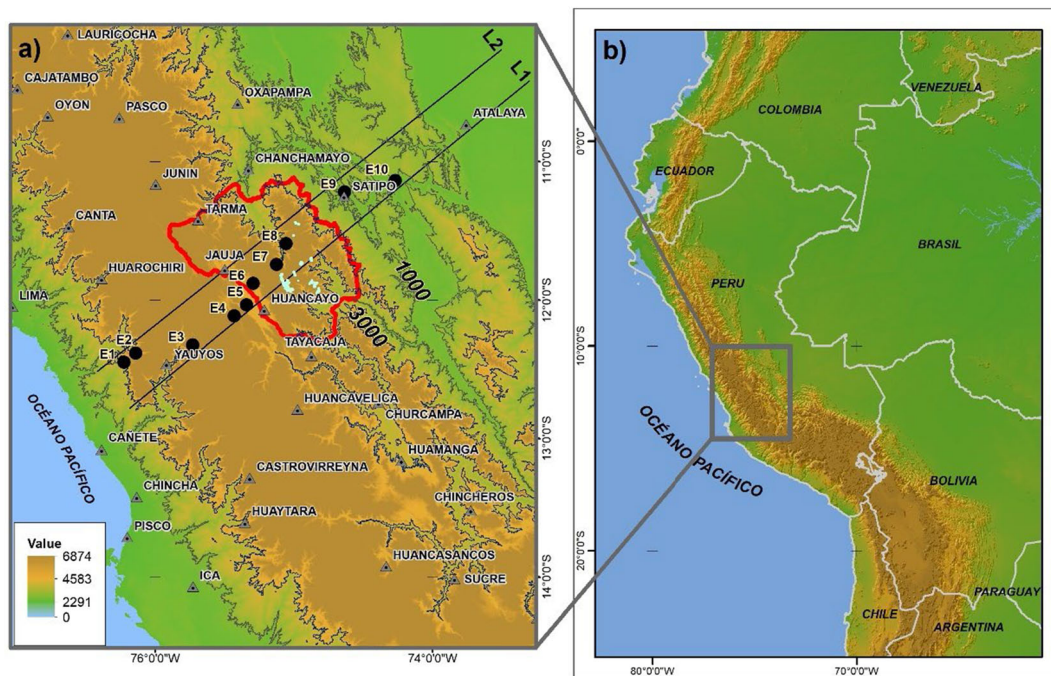 a)
LAURICOCHA
L2
L1
CAJATAMBO
OYON
PASCO
OXAPAMPA
ATALAYA
CHANCHAMAYO
E10
E9
SATIPO
JUNIN
TARMA
CANTA
E8
JAUJA
E7
HUAROCHIRI
E6
1000
LIMA
E5
HUANCAYO
E4
3000
E2
E3
E1
YAUYOS
TAYACAJA
HUANCAVELICA
CHURCAMPA
OCÉANO PACÍFICO
CAÑETE
HUAMANGA
CASTROVIRREYNA
CHINCHA
CHINCHEROS
HUAYTARA
PISCO
HUANCASANCOS
ICA
SUCRE
Value
6874
4583
2291
0
11°0'0"S
12°0'0"S
13°0'0"S
14°0'0"S
76°0'0"W
74°0'0"W
b)
VENEZUELA
COLOMBIA
ECUADOR
BRASIL
PERU
OCÉANO PACÍFICO
BOLIVIA
PARAGUAY
CHILE
ARGENTINA
0°0'0"
10°0'0"S
20°0'0"S
80°0'0"W
70°0'0"W